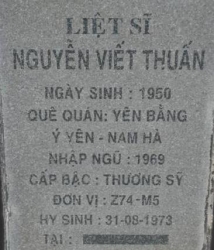 LIỆT SĨ
NGUYỄN VIẾT THUẤN
NGÀY SINH : 1950
QUÊ QUÁN: YÊN BẰNG
Ý YÊN - NAM HÀ
NHẬP NGŨ : 1969
CẤP BẬC : THƯỢNG SỸ
ĐƠN VỊ : Z74-M5
HY SINH : 31-08-1973
TẠI :